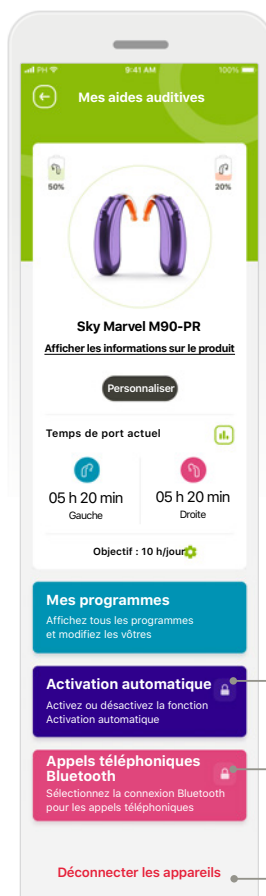 PH 9:41 AM 100%
Mes aides auditives
50% 20%
Sky Marvel M90-PR
Afficher les informations sur le produit
Personnaliser
Temps de port actuel
05 h 20 min 05 h 20 min
Gauche Droite
Objectif : 10 h/jour
Mes programmes
Affichez tous les programmes
et modifiez les vôtres
Activation automatique
Activez ou désactivez la fonction
Activation automatique
Appels téléphoniques
Bluetooth
Sélectionnez la connexion Bluetooth
pour les appels téléphoniques
Déconnecter les appareils